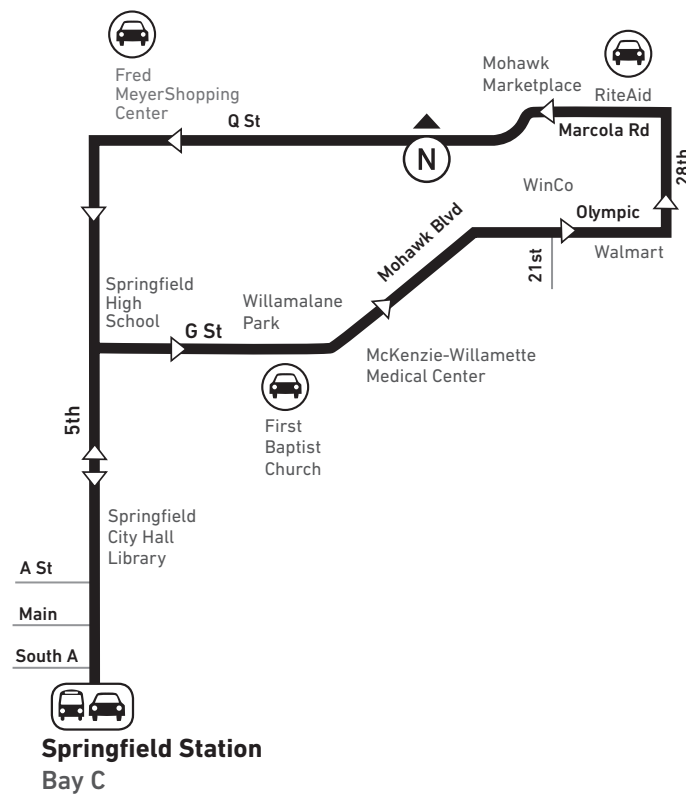 Fred
MeyerShopping
Center
Mohawk
Marketplace
RiteAid
Q St
Marcola Rd
N
28th
WinCo
Olympic
Mohawk Blvd
21st
Walmart
Springfield
High
School
Willamalane
Park
G St
McKenzie-Willamette
Medical Center
5th
First
Baptist
Church
Springfield
City Hall
Library
A St
Main
South A
Springfield Station
Bay C